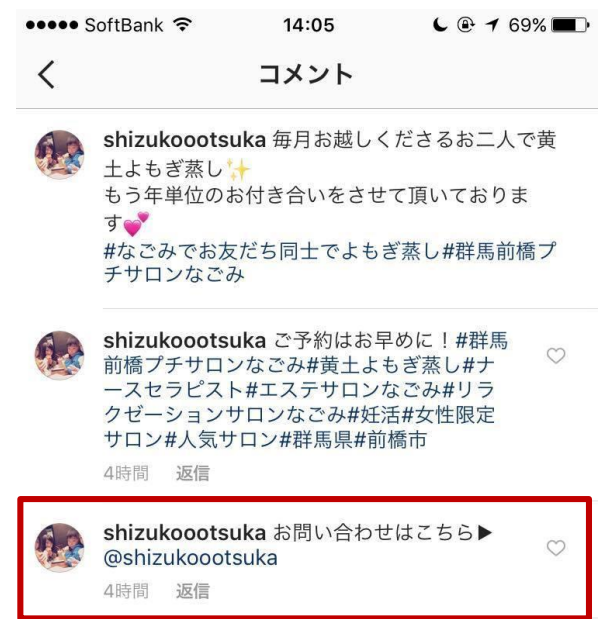 SoftBank 14:05 69%
コメント
shizukoootsuka 毎月お越しくださるお二人で黄
土よもぎ蒸し✨
もう年単位のお付き合いをさせて頂いておりま
す💕
#なごみでお友だち同士でよもぎ蒸し#群馬前橋プ
チサロンなごみ
shizukoootsuka ご予約はお早めに！#群馬
前橋プチサロンなごみ#黄土よもぎ蒸し#ナ
ースセラピスト#エステサロンなごみ#リラ
クゼーションサロンなごみ#妊活#女性限定
サロン#人気サロン#群馬県#前橋市
4時間 返信
shizukoootsuka お問い合わせはこちら▶
@shizukoootsuka
4時間 返信